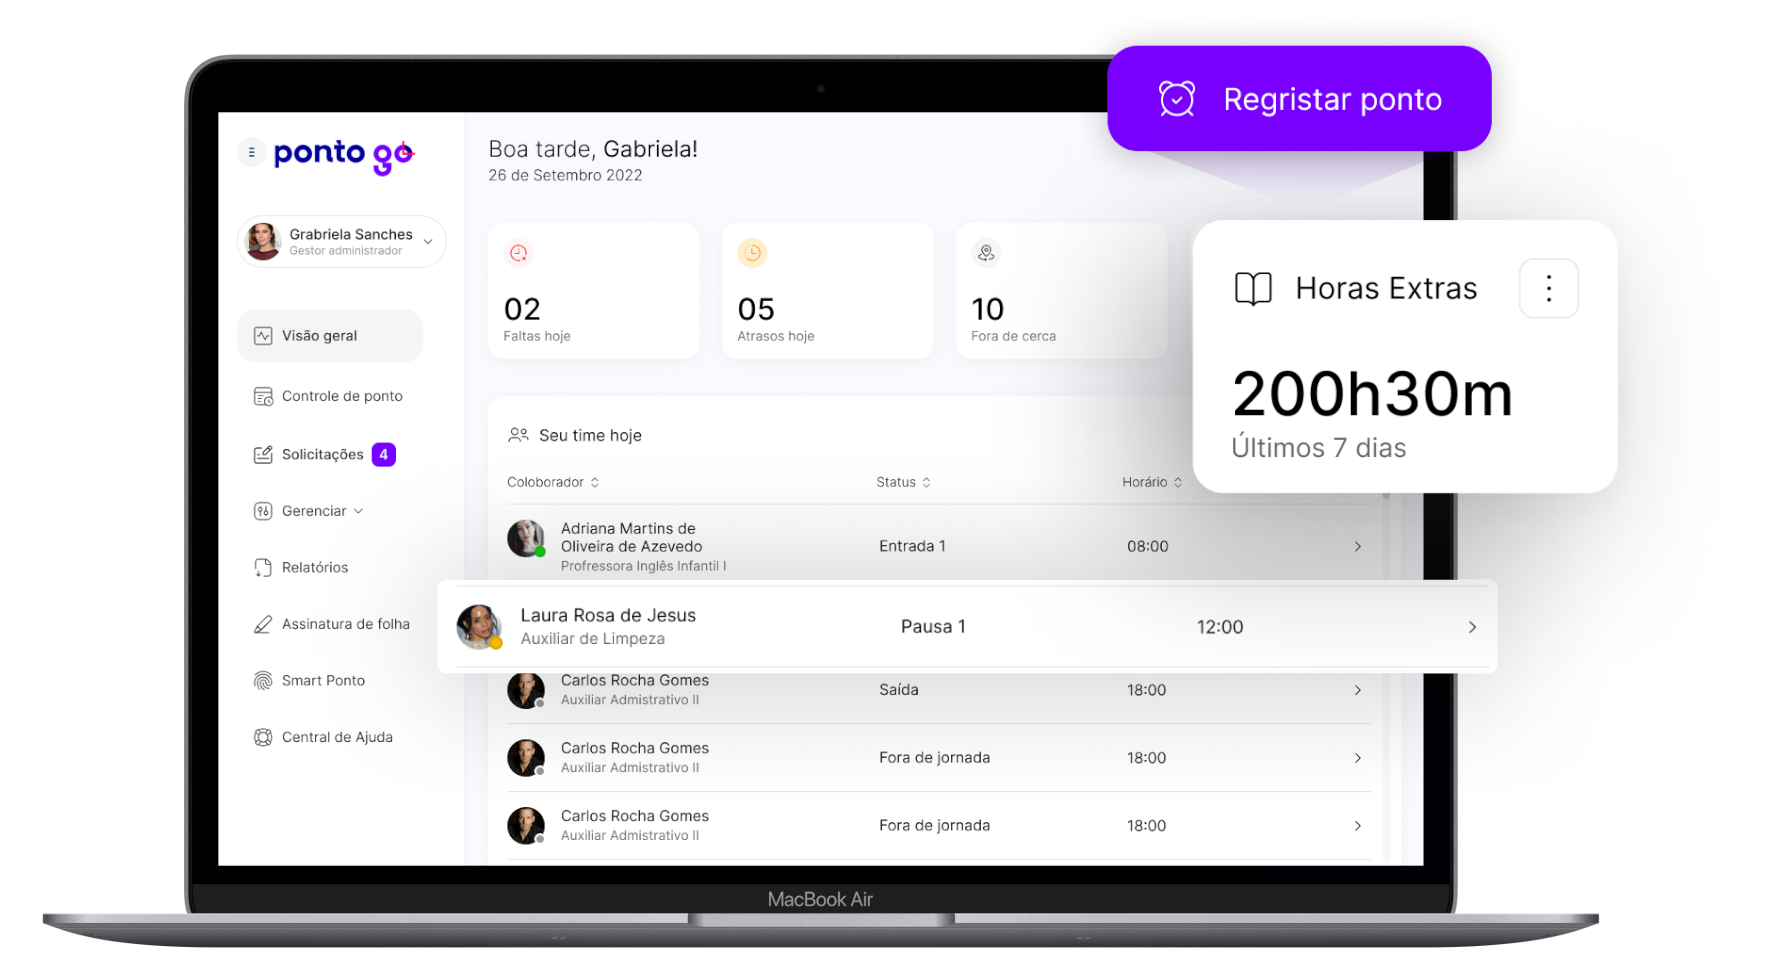 Regristar ponto
ponto go
Boa tarde, Gabriela!
26 de Setembro 2022
Grabriela Sanches
Gestor administrador
Visão geral
Controle de ponto
Solicitações 4
Gerenciar
Relatórios
Assinatura de folha
Smart Ponto
Central de Ajuda
02
Faltas hoje
05
Atrasos hoje
10
Fora de cerca
Horas Extras
200h30m
Últimos 7 dias
Seu time hoje
Coloborador Status Horário
Adriana Martins de
Oliveira de Azevedo
Profressora Inglês Infantil I
Entrada 1 08:00
Laura Rosa de Jesus
Auxiliar de Limpeza
Pausa 1 12:00
Carlos Rocha Gomes
Auxiliar Admistrativo II
Saída 18:00
Carlos Rocha Gomes
Auxiliar Admistrativo II
Fora de jornada 18:00
Carlos Rocha Gomes
Auxiliar Admistrativo II
Fora de jornada 18:00
MacBook Air